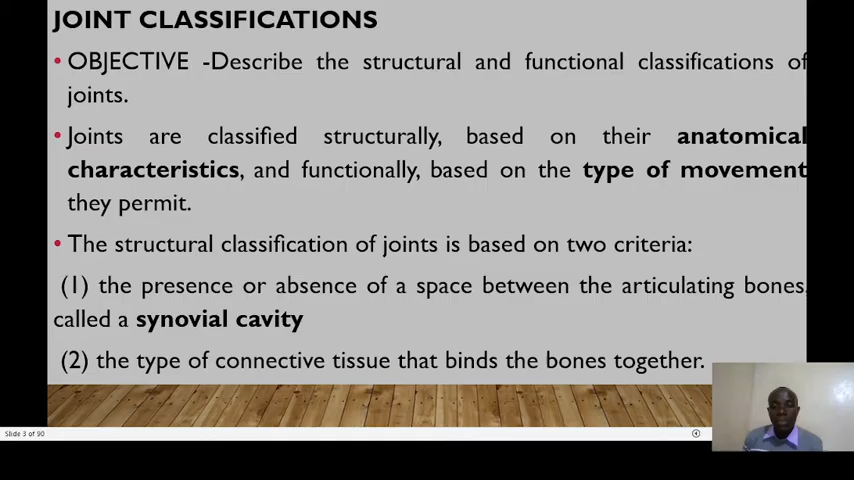 JOINT CLASSIFICATIONS
• OBJECTIVE -Describe the structural and functional classifications of
joints.
• Joints are classified structurally, based on their anatomical
characteristics, and functionally, based on the type of movement
they permit.
• The structural classification of joints is based on two criteria:
(1) the presence or absence of a space between the articulating bones,
called a synovial cavity
(2) the type of connective tissue that binds the bones together.
Slide 3 of 90